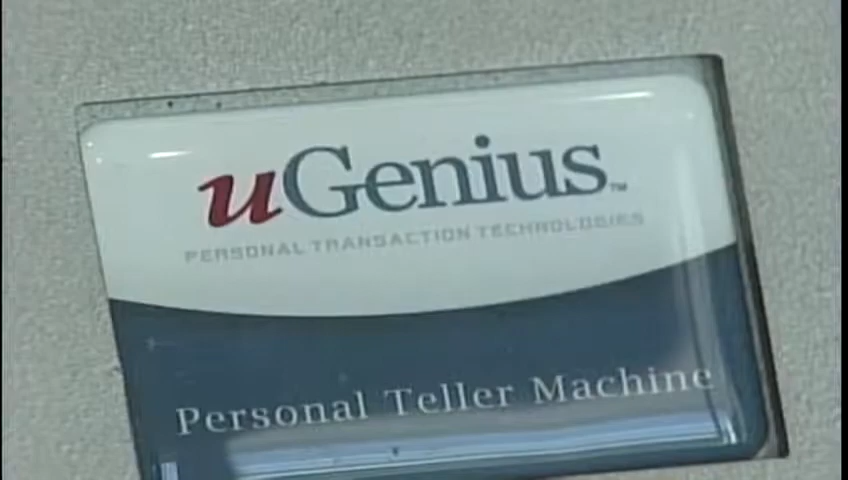 uGenius™
PERSONAL TRANSACTION TECHNOLOGIES
Personal Teller Machine